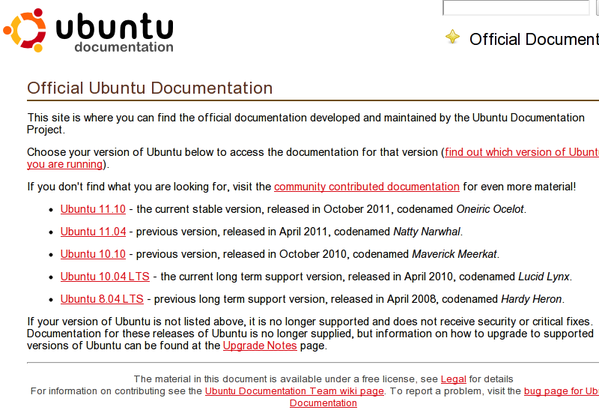 ubuntu
documentation
Official Ubuntu Documentation
This site is where you can find the official documentation developed and maintained by the Ubuntu Documentation
Project.
Choose your version of Ubuntu below to access the documentation for that version (find out which version of Ubuntu
you are running).
If you don't find what you are looking for, visit the community contributed documentation for even more material!
• Ubuntu 11.10 - the current stable version, released in October 2011, codenamed Oneiric Ocelot.
• Ubuntu 11.04 - previous version, released in April 2011, codenamed Natty Narwhal.
• Ubuntu 10.10 - previous version, released in October 2010, codenamed Maverick Meerkat.
• Ubuntu 10.04 LTS - the current long term support version, released in April 2010, codenamed Lucid Lynx.
• Ubuntu 8.04 LTS - previous long term support version, released in April 2008, codenamed Hardy Heron.
If your version of Ubuntu is not listed above, it is no longer supported and does not receive security or critical fixes.
Documentation for these releases of Ubuntu is no longer supplied, but information on how to upgrade to supported
versions of Ubuntu can be found at the Upgrade Notes page.
The material in this document is available under a free license, see Legal for details
For information on contributing see the Ubuntu Documentation Team wiki page. To report a problem, visit the bug page for Ub
Documentation
Official Document